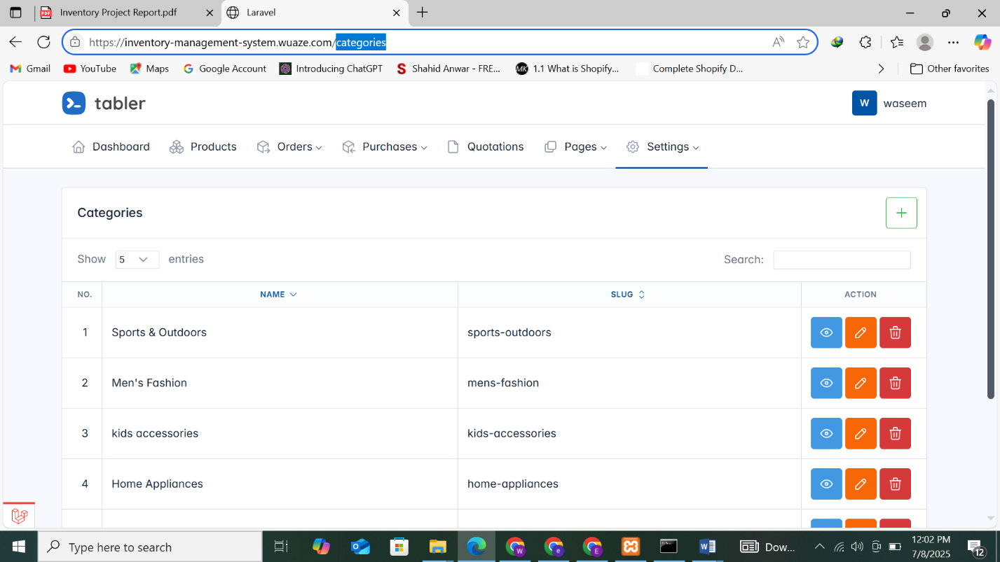 Inventory Project Report.pdf
Laravel
https://inventory-management-system.wuaze.com/categories
Gmail
YouTube
Maps
Google Account
Introducing ChatGPT
Shahid Anwar - FRE...
1.1 What is Shopify...
Complete Shopify D...
Other favorites
tabler
W waseem
Dashboard
Products
Orders
Purchases
Quotations
Pages
Settings
Categories
Show 5 entries
Search:
NO. NAME SLUG ACTION
1 Sports & Outdoors sports-outdoors
2 Men's Fashion mens-fashion
3 kids accessories kids-accessories
4 Home Appliances home-appliances
Type here to search
Dow...
12:02 PM
7/8/2025
12